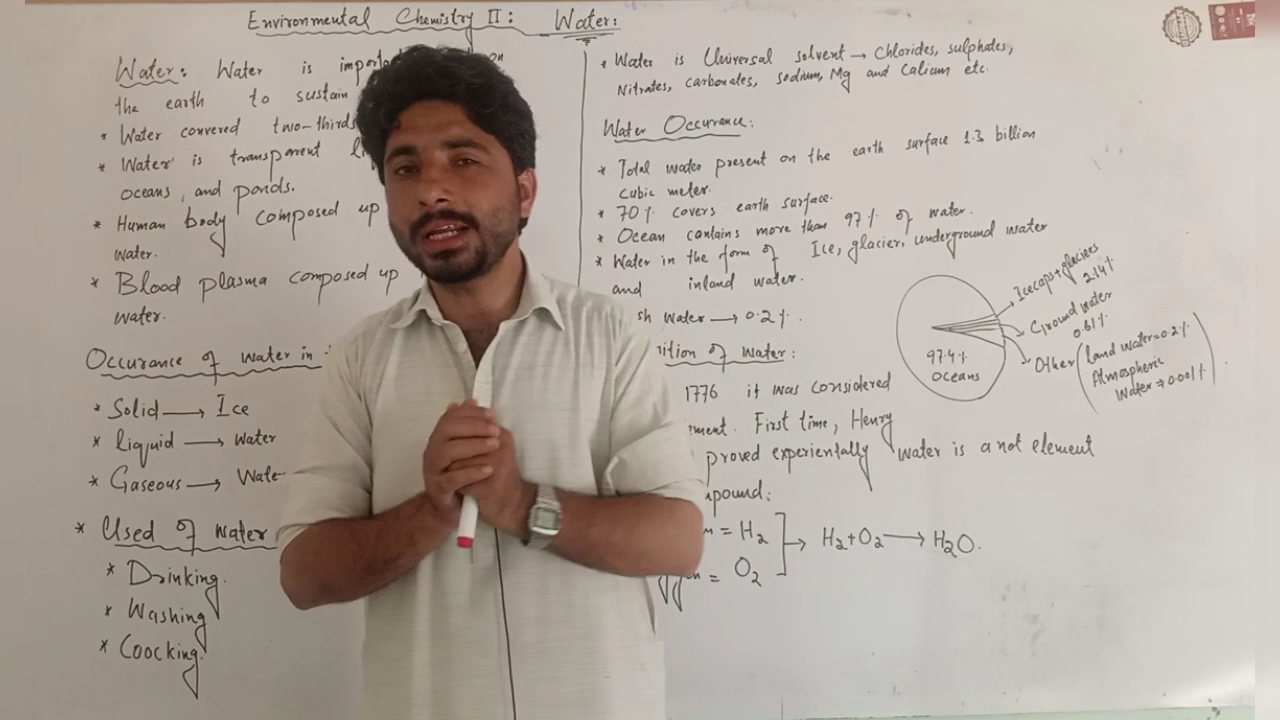 Environmental Chemistry II: Water:
Water: Water is on
the earth to sustain
* Water convered two-thirds
* Water is transparent
oceans, and ponds.
* Human body composed up
water.
* Blood plasma composed up
water.
Occurance of water in
* Solid → Ice
* liquid → water
* Gaseous → Wate
* Used of water
* Drinking.
* Washing
* Coocking.
* Water is Universal solvent → Chlorides, sulphates,
Nitrates, carbonates, sodium, Mg and Calium etc.
Water Occurance:
* Total water present on the earth surface 1.3 billion
cubic meter.
* 70% covers earth surface.
* Ocean contains more than 97% of water.
* Water in the form of Ice, glacier, underground water
and inland water.
sh water → 0.2%.
ition of water:
1776 it was considered
ement. First time, Henry
proved experientally water is a not element
mpound:
= H2
= O2
→ H2+O2 → H2O.
97.4%
oceans
Icecaps+glaciers
2.14%
Ground water
0.61%
Other (land water=0.2%
Atmospheric
Water → 0.001%)